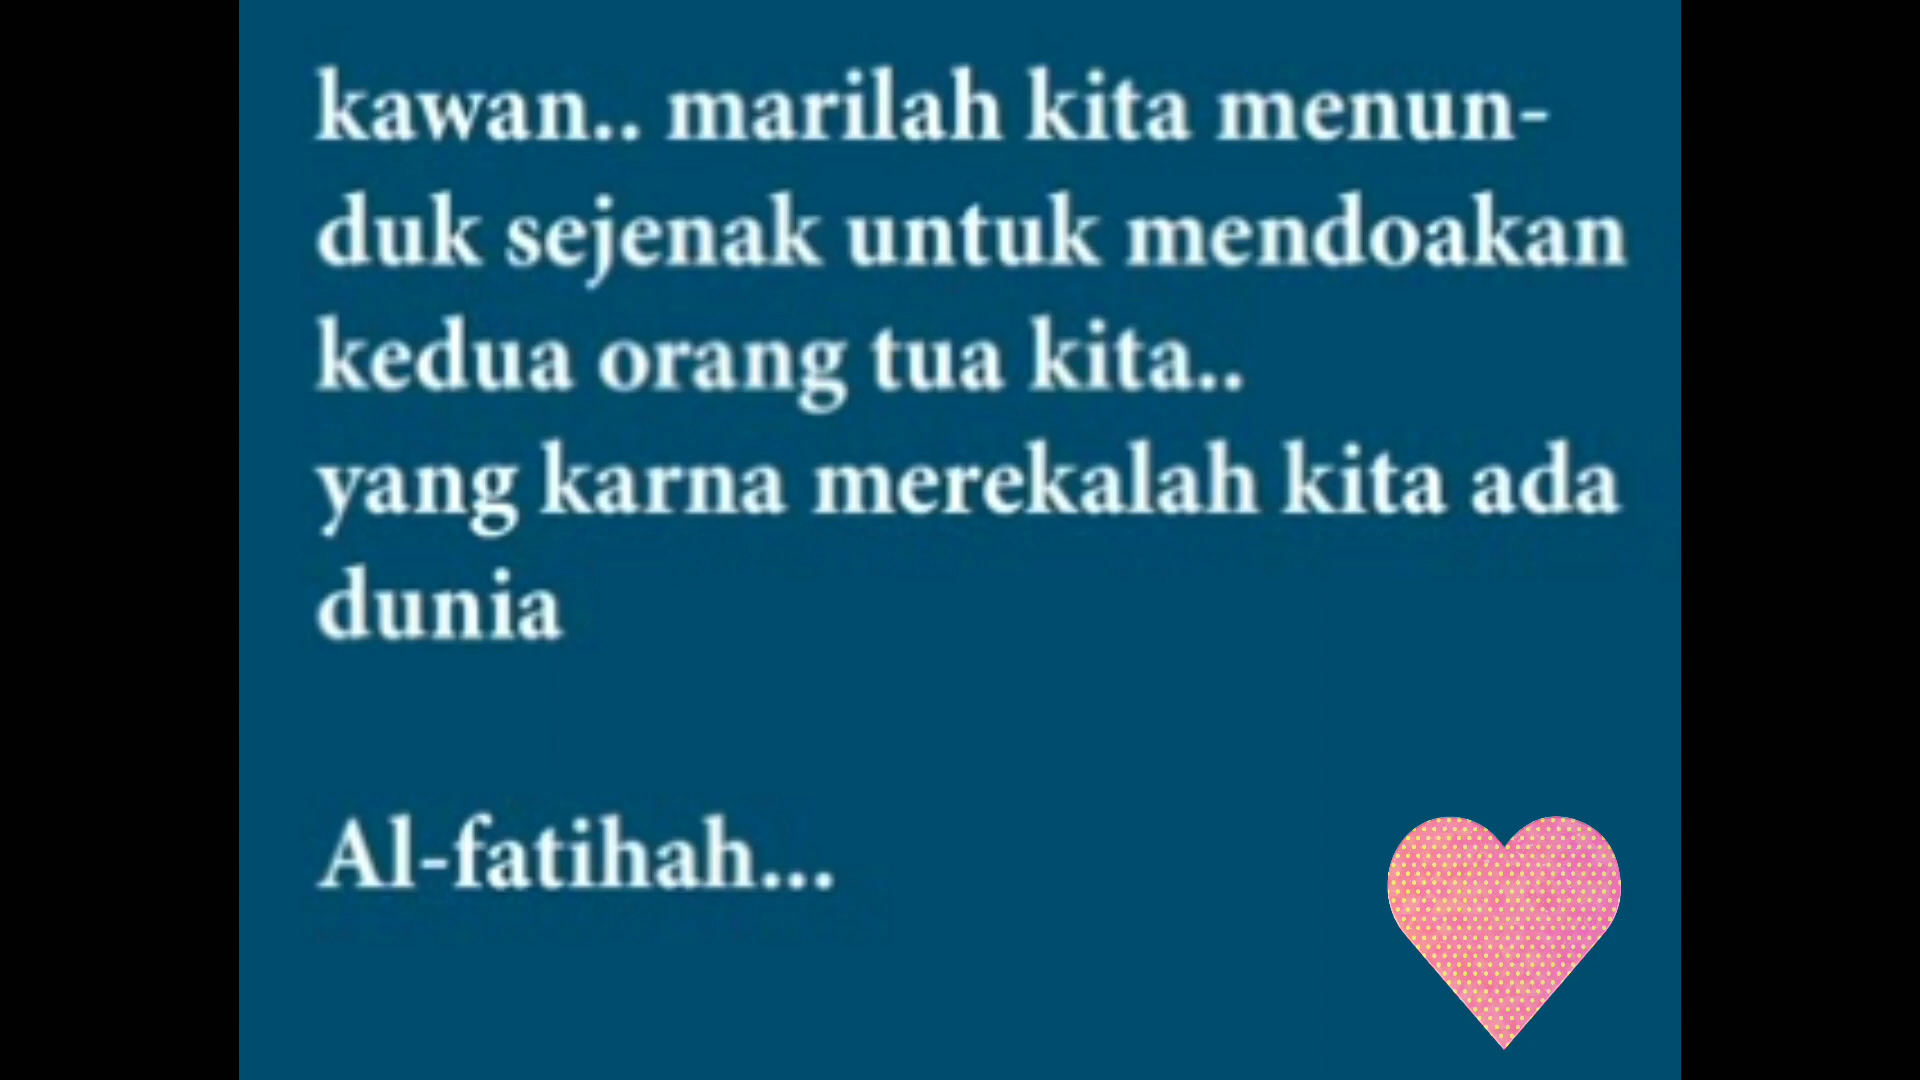 kawan.. marilah kita menun-
duk sejenak untuk mendoakan
kedua orang tua kita..
yang karna merekalah kita ada
dunia
Al-fatihah...